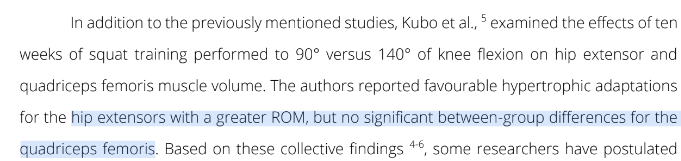 In addition to the previously mentioned studies, Kubo et al., 5 examined the effects of ten
weeks of squat training performed to 90° versus 140° of knee flexion on hip extensor and
quadriceps femoris muscle volume. The authors reported favourable hypertrophic adaptations
for the hip extensors with a greater ROM, but no significant between-group differences for the
quadriceps femoris. Based on these collective findings 4-6, some researchers have postulated